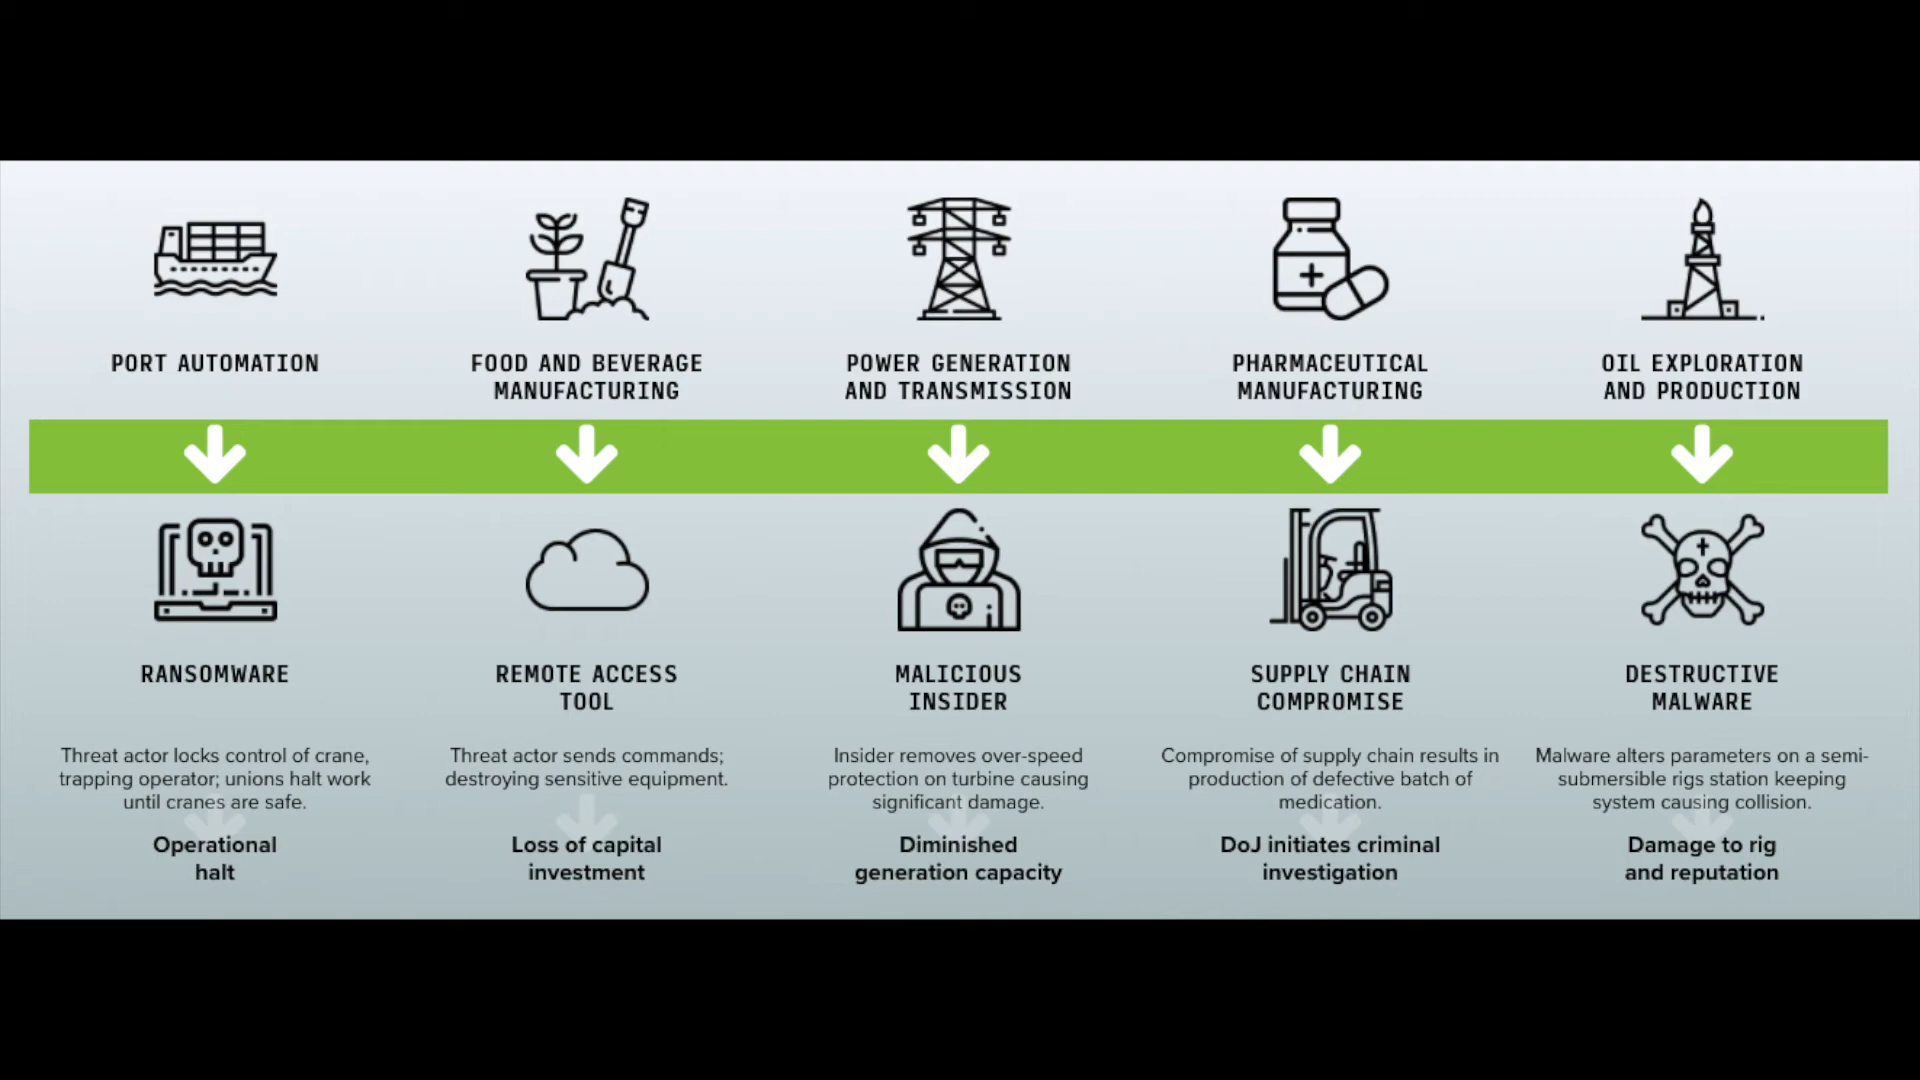 PORT AUTOMATION
FOOD AND BEVERAGE
MANUFACTURING
POWER GENERATION
AND TRANSMISSION
PHARMACEUTICAL
MANUFACTURING
OIL EXPLORATION
AND PRODUCTION
RANSOMWARE
REMOTE ACCESS
TOOL
MALICIOUS
INSIDER
SUPPLY CHAIN
COMPROMISE
DESTRUCTIVE
MALWARE
Threat actor locks control of crane,
trapping operator; unions halt work
until cranes are safe.
Threat actor sends commands;
destroying sensitive equipment.
Insider removes over-speed
protection on turbine causing
significant damage.
Compromise of supply chain results in
production of defective batch of
medication.
Malware alters parameters on a semi-
submersible rigs station keeping
system causing collision.
Operational
halt
Loss of capital
investment
Diminished
generation capacity
DoJ initiates criminal
investigation
Damage to rig
and reputation